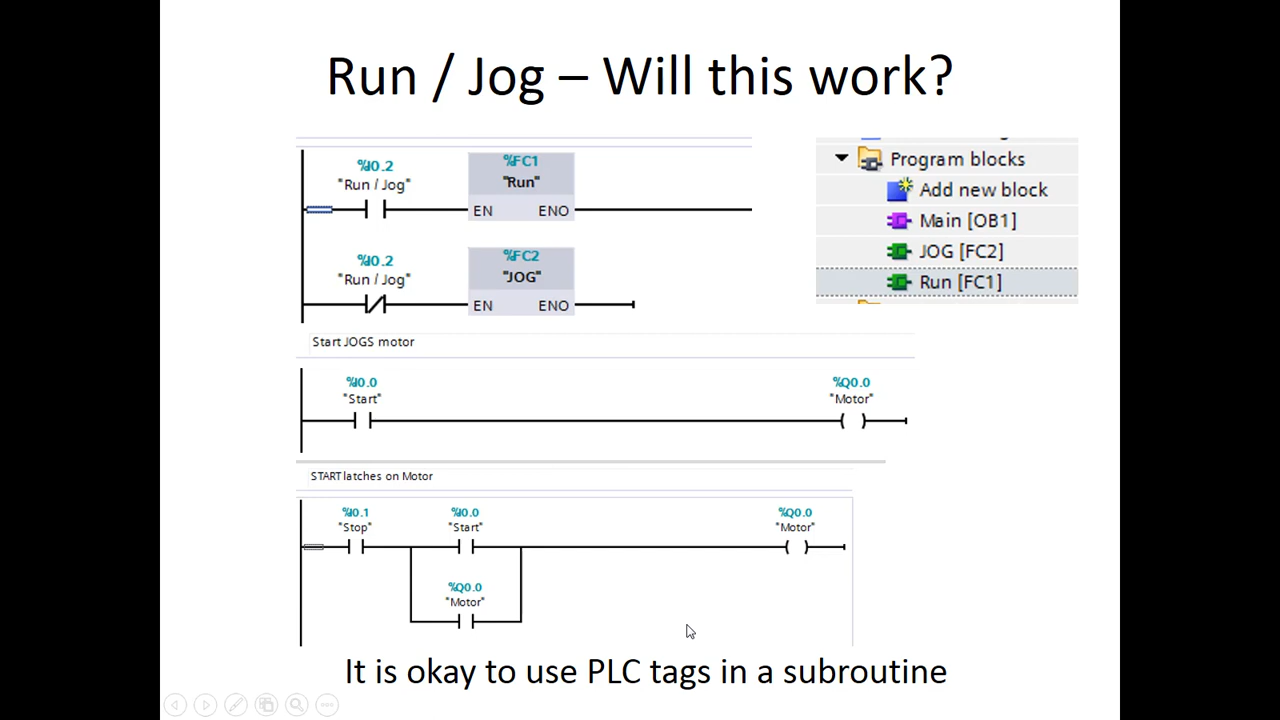 Run / Jog – Will this work?
%I0.2
"Run / Jog"
%FC1
"Run"
EN ENO
%I0.2
"Run / Jog"
%FC2
"JOG"
EN ENO
Program blocks
Add new block
Main [OB1]
JOG [FC2]
Run [FC1]
Start JOGS motor
%I0.0
"Start"
%Q0.0
"Motor"
START latches on Motor
%I0.1
"Stop"
%I0.0
"Start"
%Q0.0
"Motor"
%Q0.0
"Motor"
It is okay to use PLC tags in a subroutine